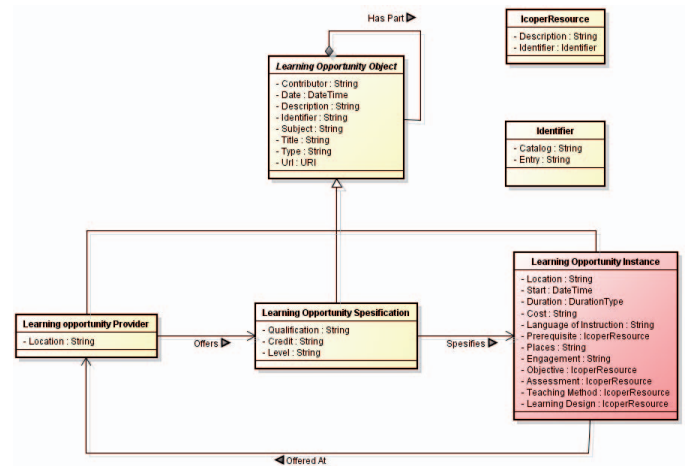 Has Part
IcoperResource
- Description : String
- Identifier : Identifier
Learning Opportunity Object
- Contributor : String
- Date : DateTime
- Description : String
- Identifier : String
- Subject : String
- Title : String
- Type : String
- Url : URI
Identifier
- Catalog : String
- Entry : String
Learning Opportunity Instance
- Location : String
- Start : DateTime
- Duration : DurationType
- Cost : String
- Language of Instruction : String
- Prerequisite : IcoperResource
- Places : String
- Engagement : String
- Objective : IcoperResource
- Assessment : IcoperResource
- Teaching Method : IcoperResource
- Learning Design : IcoperResource
Learning opportunity Provider
- Location : String
Offers
Learning Opportunity Spesification
- Qualification : String
- Credit : String
- Level : String
Spesifies
Offered At